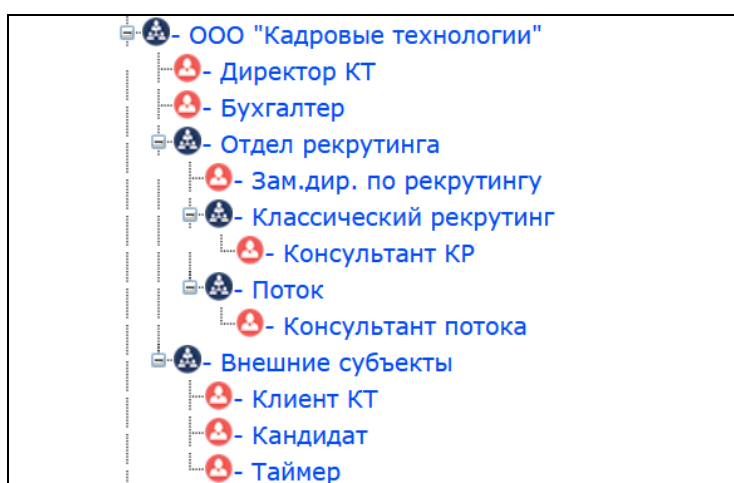 - ООО "Кадровые технологии"
- Директор КТ
- Бухгалтер
- Отдел рекрутинга
- Зам.дир. по рекрутингу
- Классический рекрутинг
- Консультант КР
- Поток
- Консультант потока
- Внешние субъекты
- Клиент КТ
- Кандидат
- Таймер